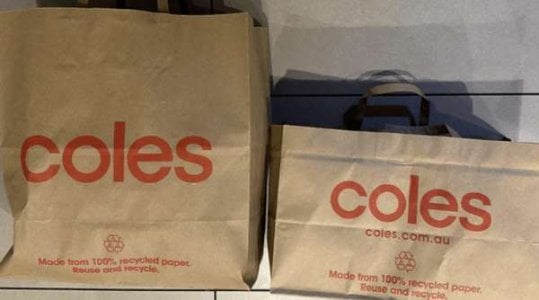 coles
Made from 100% recycled paper.
Reuse and recycle.
coles
coles.com.au
Made from 100% recycled paper.
Reuse and recycle.